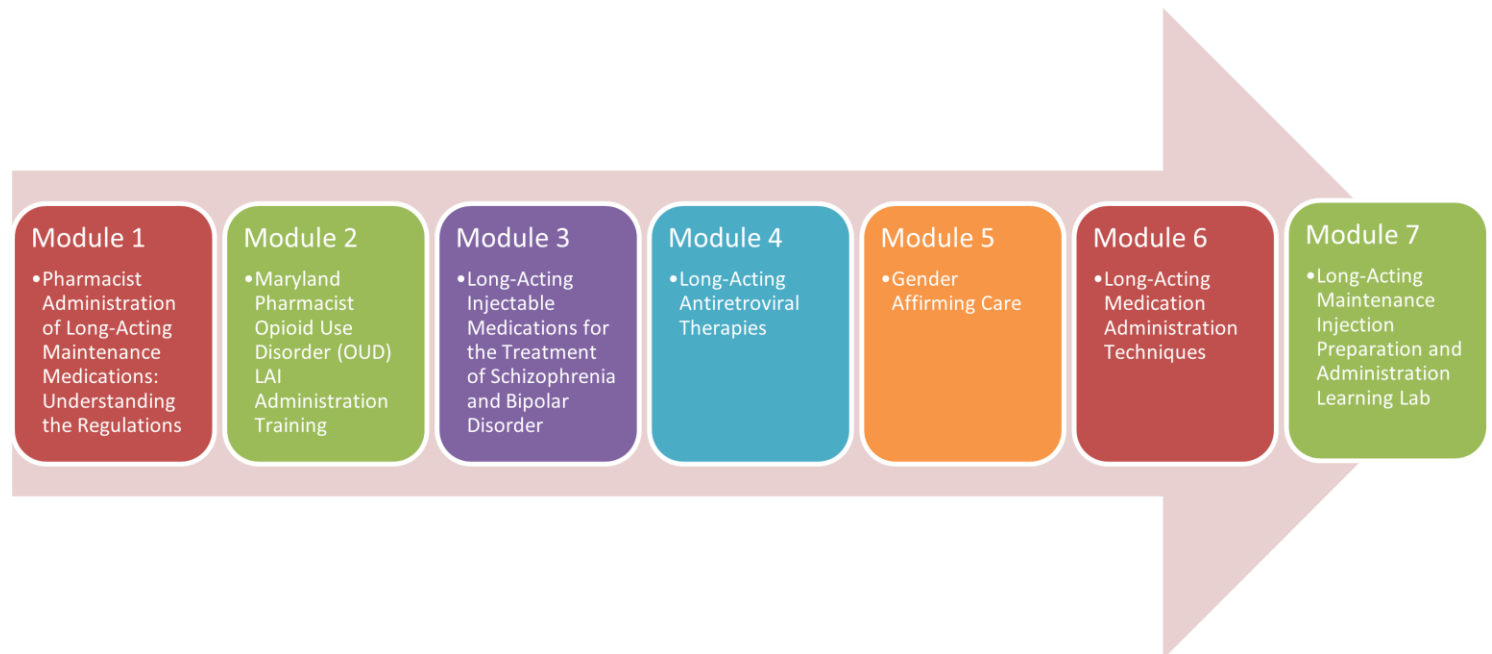 Module 1
•Pharmacist
Administration
of Long-Acting
Maintenance
Medications:
Understanding
the Regulations
Module 2
•Maryland
Pharmacist
Opioid Use
Disorder (OUD)
LAI
Administration
Training
Module 3
•Long-Acting
Injectable
Medications for
the Treatment
of Schizophrenia
and Bipolar
Disorder
Module 4
•Long-Acting
Antiretroviral
Therapies
Module 5
•Gender
Affirming Care
Module 6
•Long-Acting
Medication
Administration
Techniques
Module 7
•Long-Acting
Maintenance
Injection
Preparation and
Administration
Learning Lab